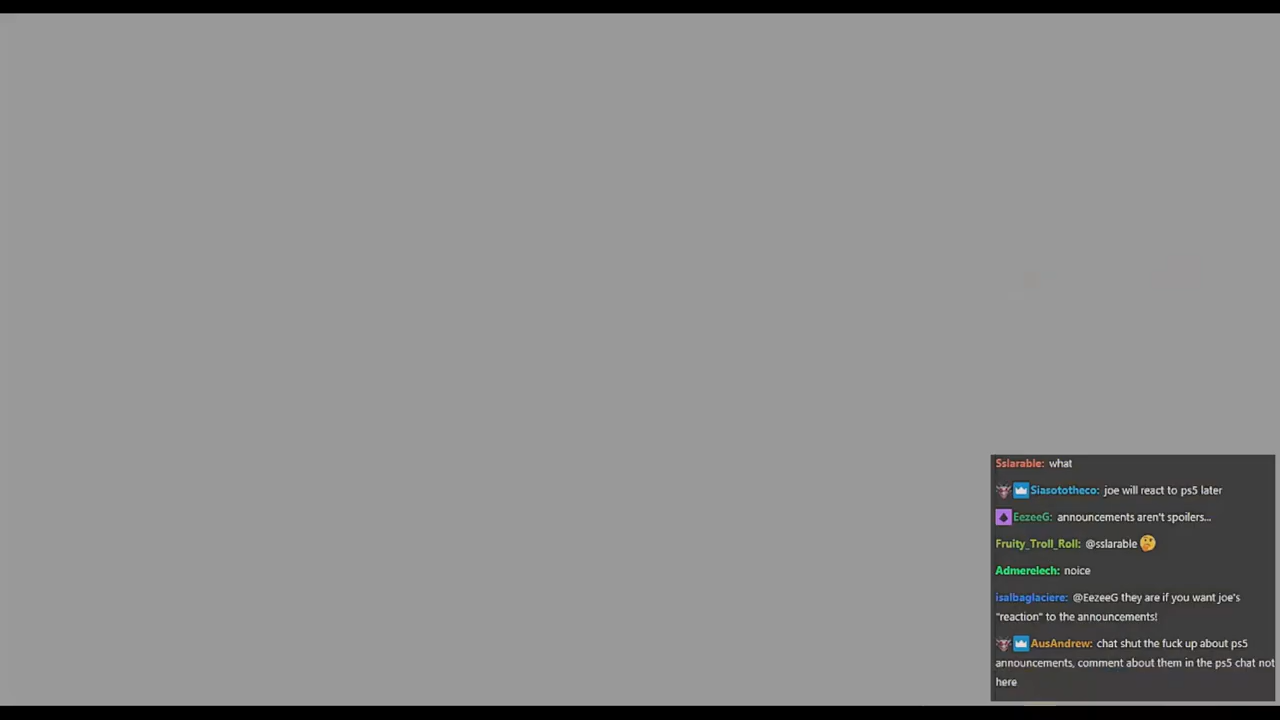 Sslarable: what
Siasototheco: joe will react to ps5 later
EezeeG: announcements aren't spoilers...
Fruity_Troll_Roll: @sslarable
Admerelech: noice
isalbaglaciere: @EezeeG they are if you want joe's
"reaction" to the announcements!
AusAndrew: chat shut the fuck up about ps5
announcements, comment about them in the ps5 chat not
here